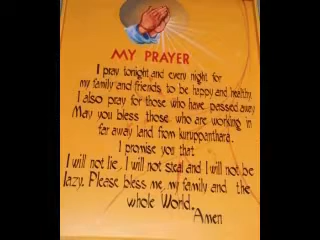 MY PRAYER
I pray tonight and every night for
my family and friends, to be happy and healthy
I also pray for those who have passed away
May you bless those who are working in
far away land from kuruppanthara.
I promise you that
I will not lie, I will not steal and I will not be
lazy. Please bless me, my family and the
whole World.
Amen